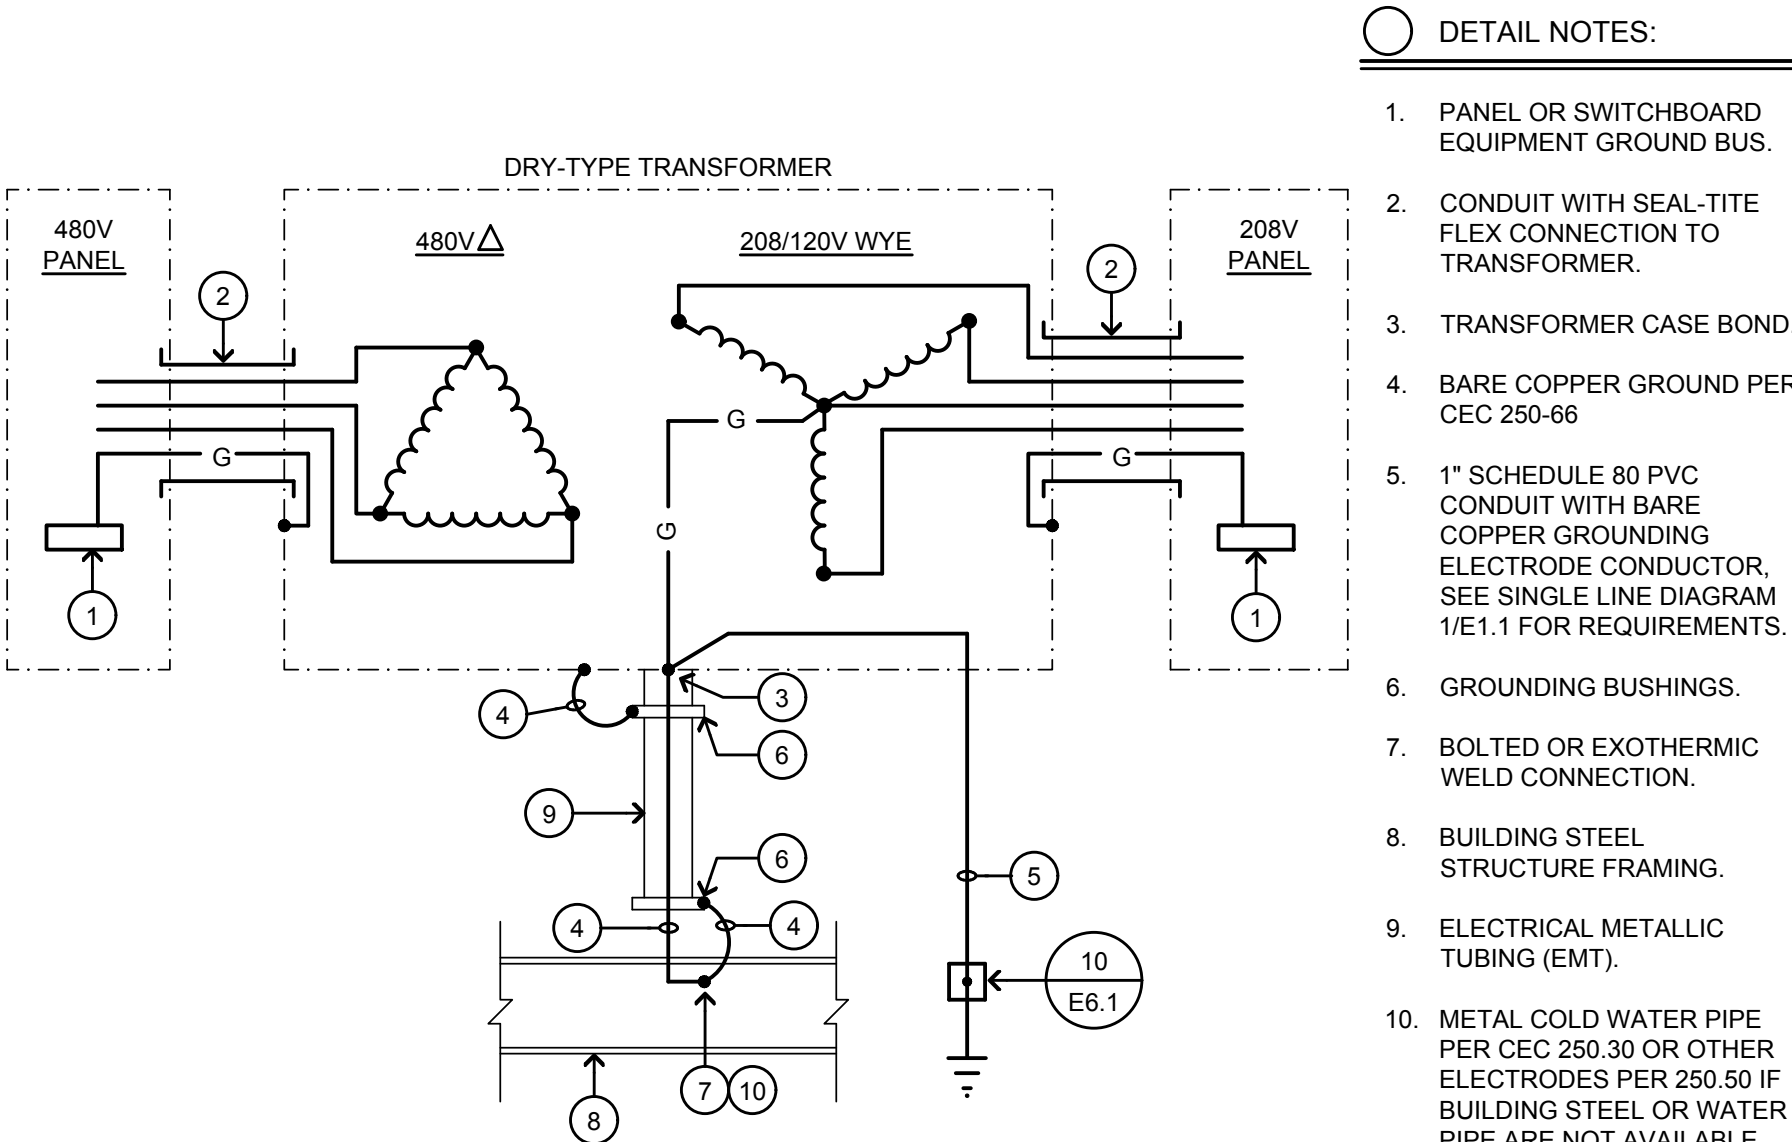 DETAIL NOTES:
1. PANEL OR SWITCHBOARD
EQUIPMENT GROUND BUS.
2. CONDUIT WITH SEAL-TITE
FLEX CONNECTION TO
TRANSFORMER.
3. TRANSFORMER CASE BOND
4. BARE COPPER GROUND PER
CEC 250-66
5. 1" SCHEDULE 80 PVC
CONDUIT WITH BARE
COPPER GROUNDING
ELECTRODE CONDUCTOR,
SEE SINGLE LINE DIAGRAM
1/E1.1 FOR REQUIREMENTS.
6. GROUNDING BUSHINGS.
7. BOLTED OR EXOTHERMIC
WELD CONNECTION.
8. BUILDING STEEL
STRUCTURE FRAMING.
9. ELECTRICAL METALLIC
TUBING (EMT).
10. METAL COLD WATER PIPE
PER CEC 250.30 OR OTHER
ELECTRODES PER 250.50 IF
BUILDING STEEL OR WATER
PIPE ARE NOT AVAILABLE
DRY-TYPE TRANSFORMER
480V
PANEL
480V△
208/120V WYE
208V
PANEL
2
2
G
G
G
G
1
1
3
4
6
9
6
4
4
5
10
E6.1
7
10
8